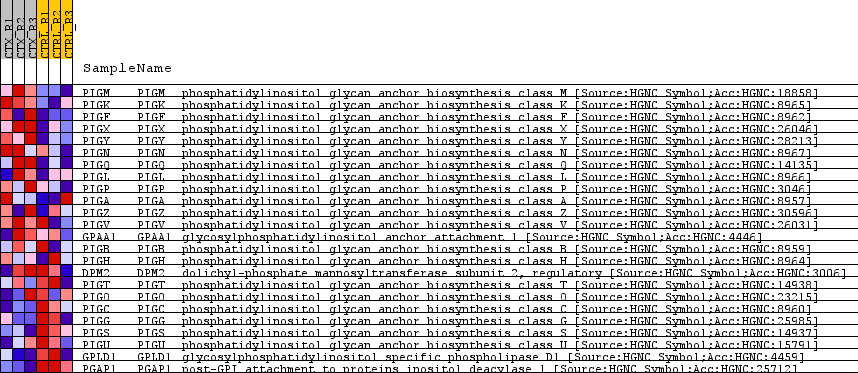 CTX_R1 CTX_R2 CTX_R3 CTRL_R1 CTRL_R2 CTRL_R3
SampleName
PIGM PIGM phosphatidylinositol glycan anchor biosynthesis class M [Source:HGNC Symbol;Acc:HGNC:18858]
PIGK PIGK phosphatidylinositol glycan anchor biosynthesis class K [Source:HGNC Symbol;Acc:HGNC:8965]
PIGF PIGF phosphatidylinositol glycan anchor biosynthesis class F [Source:HGNC Symbol;Acc:HGNC:8962]
PIGX PIGX phosphatidylinositol glycan anchor biosynthesis class X [Source:HGNC Symbol;Acc:HGNC:26046]
PIGY PIGY phosphatidylinositol glycan anchor biosynthesis class Y [Source:HGNC Symbol;Acc:HGNC:28213]
PIGN PIGN phosphatidylinositol glycan anchor biosynthesis class N [Source:HGNC Symbol;Acc:HGNC:8967]
PIGQ PIGQ phosphatidylinositol glycan anchor biosynthesis class Q [Source:HGNC Symbol;Acc:HGNC:14135]
PIGL PIGL phosphatidylinositol glycan anchor biosynthesis class L [Source:HGNC Symbol;Acc:HGNC:8966]
PIGP PIGP phosphatidylinositol glycan anchor biosynthesis class P [Source:HGNC Symbol;Acc:HGNC:3046]
PIGA PIGA phosphatidylinositol glycan anchor biosynthesis class A [Source:HGNC Symbol;Acc:HGNC:8957]
PIGZ PIGZ phosphatidylinositol glycan anchor biosynthesis class Z [Source:HGNC Symbol;Acc:HGNC:30596]
PIGV PIGV phosphatidylinositol glycan anchor biosynthesis class V [Source:HGNC Symbol;Acc:HGNC:26031]
GPAA1 GPAA1 glycosylphosphatidylinositol anchor attachment 1 [Source:HGNC Symbol;Acc:HGNC:4446]
PIGB PIGB phosphatidylinositol glycan anchor biosynthesis class B [Source:HGNC Symbol;Acc:HGNC:8959]
PIGH PIGH phosphatidylinositol glycan anchor biosynthesis class H [Source:HGNC Symbol;Acc:HGNC:8964]
DPM2 DPM2 dolichyl-phosphate mannosyltransferase subunit 2, regulatory [Source:HGNC Symbol;Acc:HGNC:3006]
PIGT PIGT phosphatidylinositol glycan anchor biosynthesis class T [Source:HGNC Symbol;Acc:HGNC:14938]
PIGO PIGO phosphatidylinositol glycan anchor biosynthesis class O [Source:HGNC Symbol;Acc:HGNC:23215]
PIGC PIGC phosphatidylinositol glycan anchor biosynthesis class C [Source:HGNC Symbol;Acc:HGNC:8960]
PIGG PIGG phosphatidylinositol glycan anchor biosynthesis class G [Source:HGNC Symbol;Acc:HGNC:25985]
PIGS PIGS phosphatidylinositol glycan anchor biosynthesis class S [Source:HGNC Symbol;Acc:HGNC:14937]
PIGU PIGU phosphatidylinositol glycan anchor biosynthesis class U [Source:HGNC Symbol;Acc:HGNC:15791]
GPLD1 GPLD1 glycosylphosphatidylinositol specific phospholipase D1 [Source:HGNC Symbol;Acc:HGNC:4459]
PGAP1 PGAP1 post-GPI attachment to proteins inositol deacylase 1 [Source:HGNC Symbol;Acc:HGNC:25712]